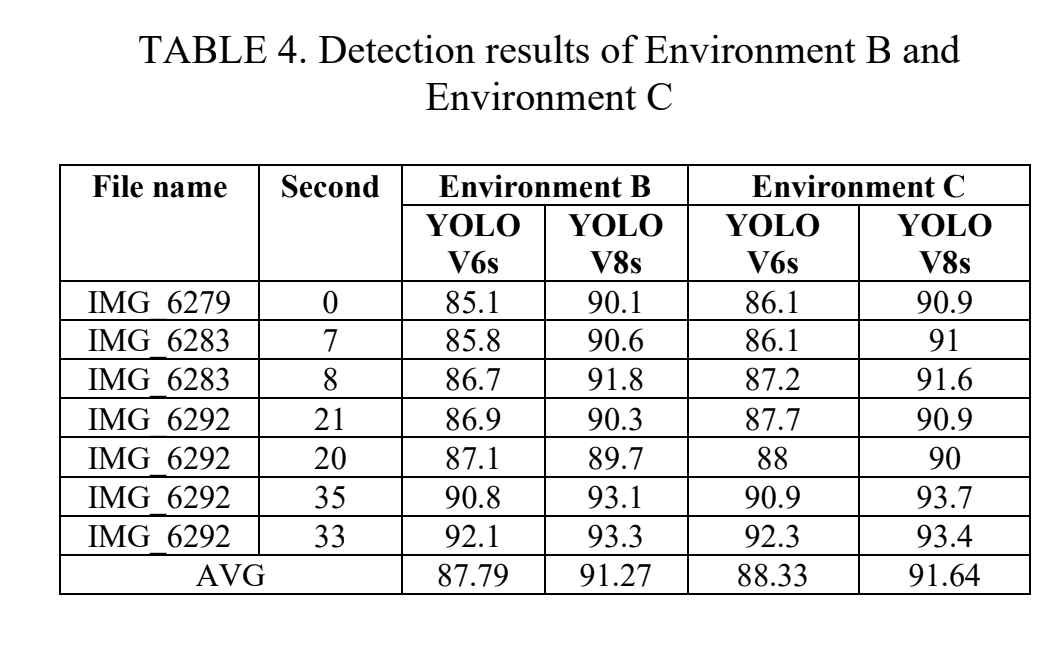 TABLE 4. Detection results of Environment B and
Environment C
File name Second Environment B Environment C
YOLO V6s YOLO V8s YOLO V6s YOLO V8s
IMG_6279 0 85.1 90.1 86.1 90.9
IMG_6283 7 85.8 90.6 86.1 91
IMG_6283 8 86.7 91.8 87.2 91.6
IMG_6292 21 86.9 90.3 87.7 90.9
IMG_6292 20 87.1 89.7 88 90
IMG_6292 35 90.8 93.1 90.9 93.7
IMG_6292 33 92.1 93.3 92.3 93.4
AVG 87.79 91.27 88.33 91.64